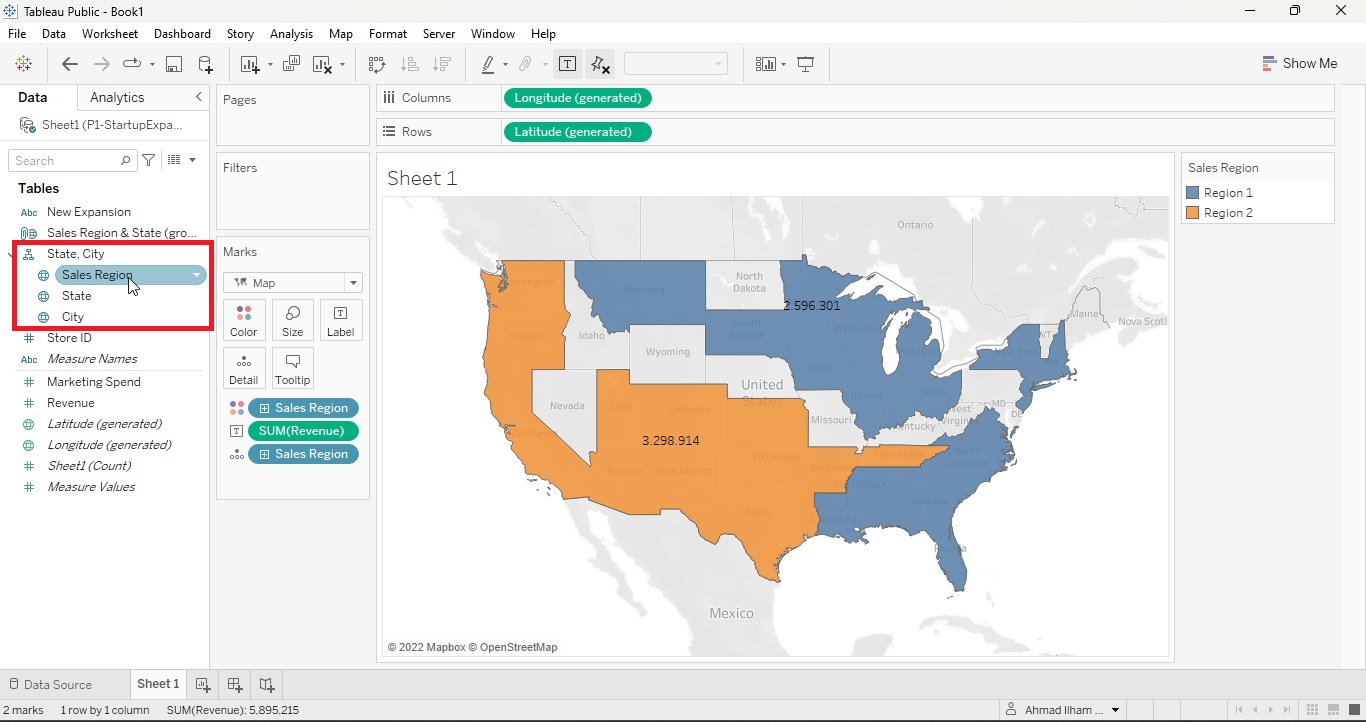 Tableau Public - Book1
File Data Worksheet Dashboard Story Analysis Map Format Server Window Help
Show Me
Data Analytics
Sheet1 (P1-StartupExpa...
Search
Tables
Abc New Expansion
Sales Region & State (gro...
State, City
Sales Region
State
City
# Store ID
Abc Measure Names
# Marketing Spend
# Revenue
Latitude (generated)
Longitude (generated)
# Sheet1 (Count)
# Measure Values
Pages
Filters
Marks
Map
Color Size Label
Detail Tooltip
Sales Region
SUM(Revenue)
Sales Region
Columns Longitude (generated)
Rows Latitude (generated)
Sheet 1
Ontario
Montana
North
Dakota
2.596.301
Maine
Nova Scoti
Oregon
Idaho
South
Dakota
Wisconsin
Michigan
New York
VT
Wyoming
Iowa
United
States
Nevada
Utah
Colorado
Missouri
Illinois
Ohio
West
Virginia
MD
DE
California
3.298.914
Arizona
New Mexico
Oklahoma
Arkansas
Tennessee
North
Carolina
Mississippi
Georgia
Texas
Louisiana
Florida
Mexico
© 2022 Mapbox © OpenStreetMap
Sales Region
Region 1
Region 2
Data Source Sheet 1
2 marks 1 row by 1 column SUM(Revenue): 5,895,215
Ahmad Ilham ...